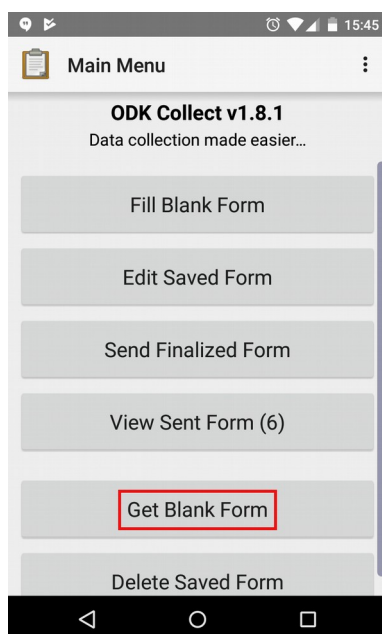 15:45
Main Menu
ODK Collect v1.8.1
Data collection made easier...
Fill Blank Form
Edit Saved Form
Send Finalized Form
View Sent Form (6)
Get Blank Form
Delete Saved Form